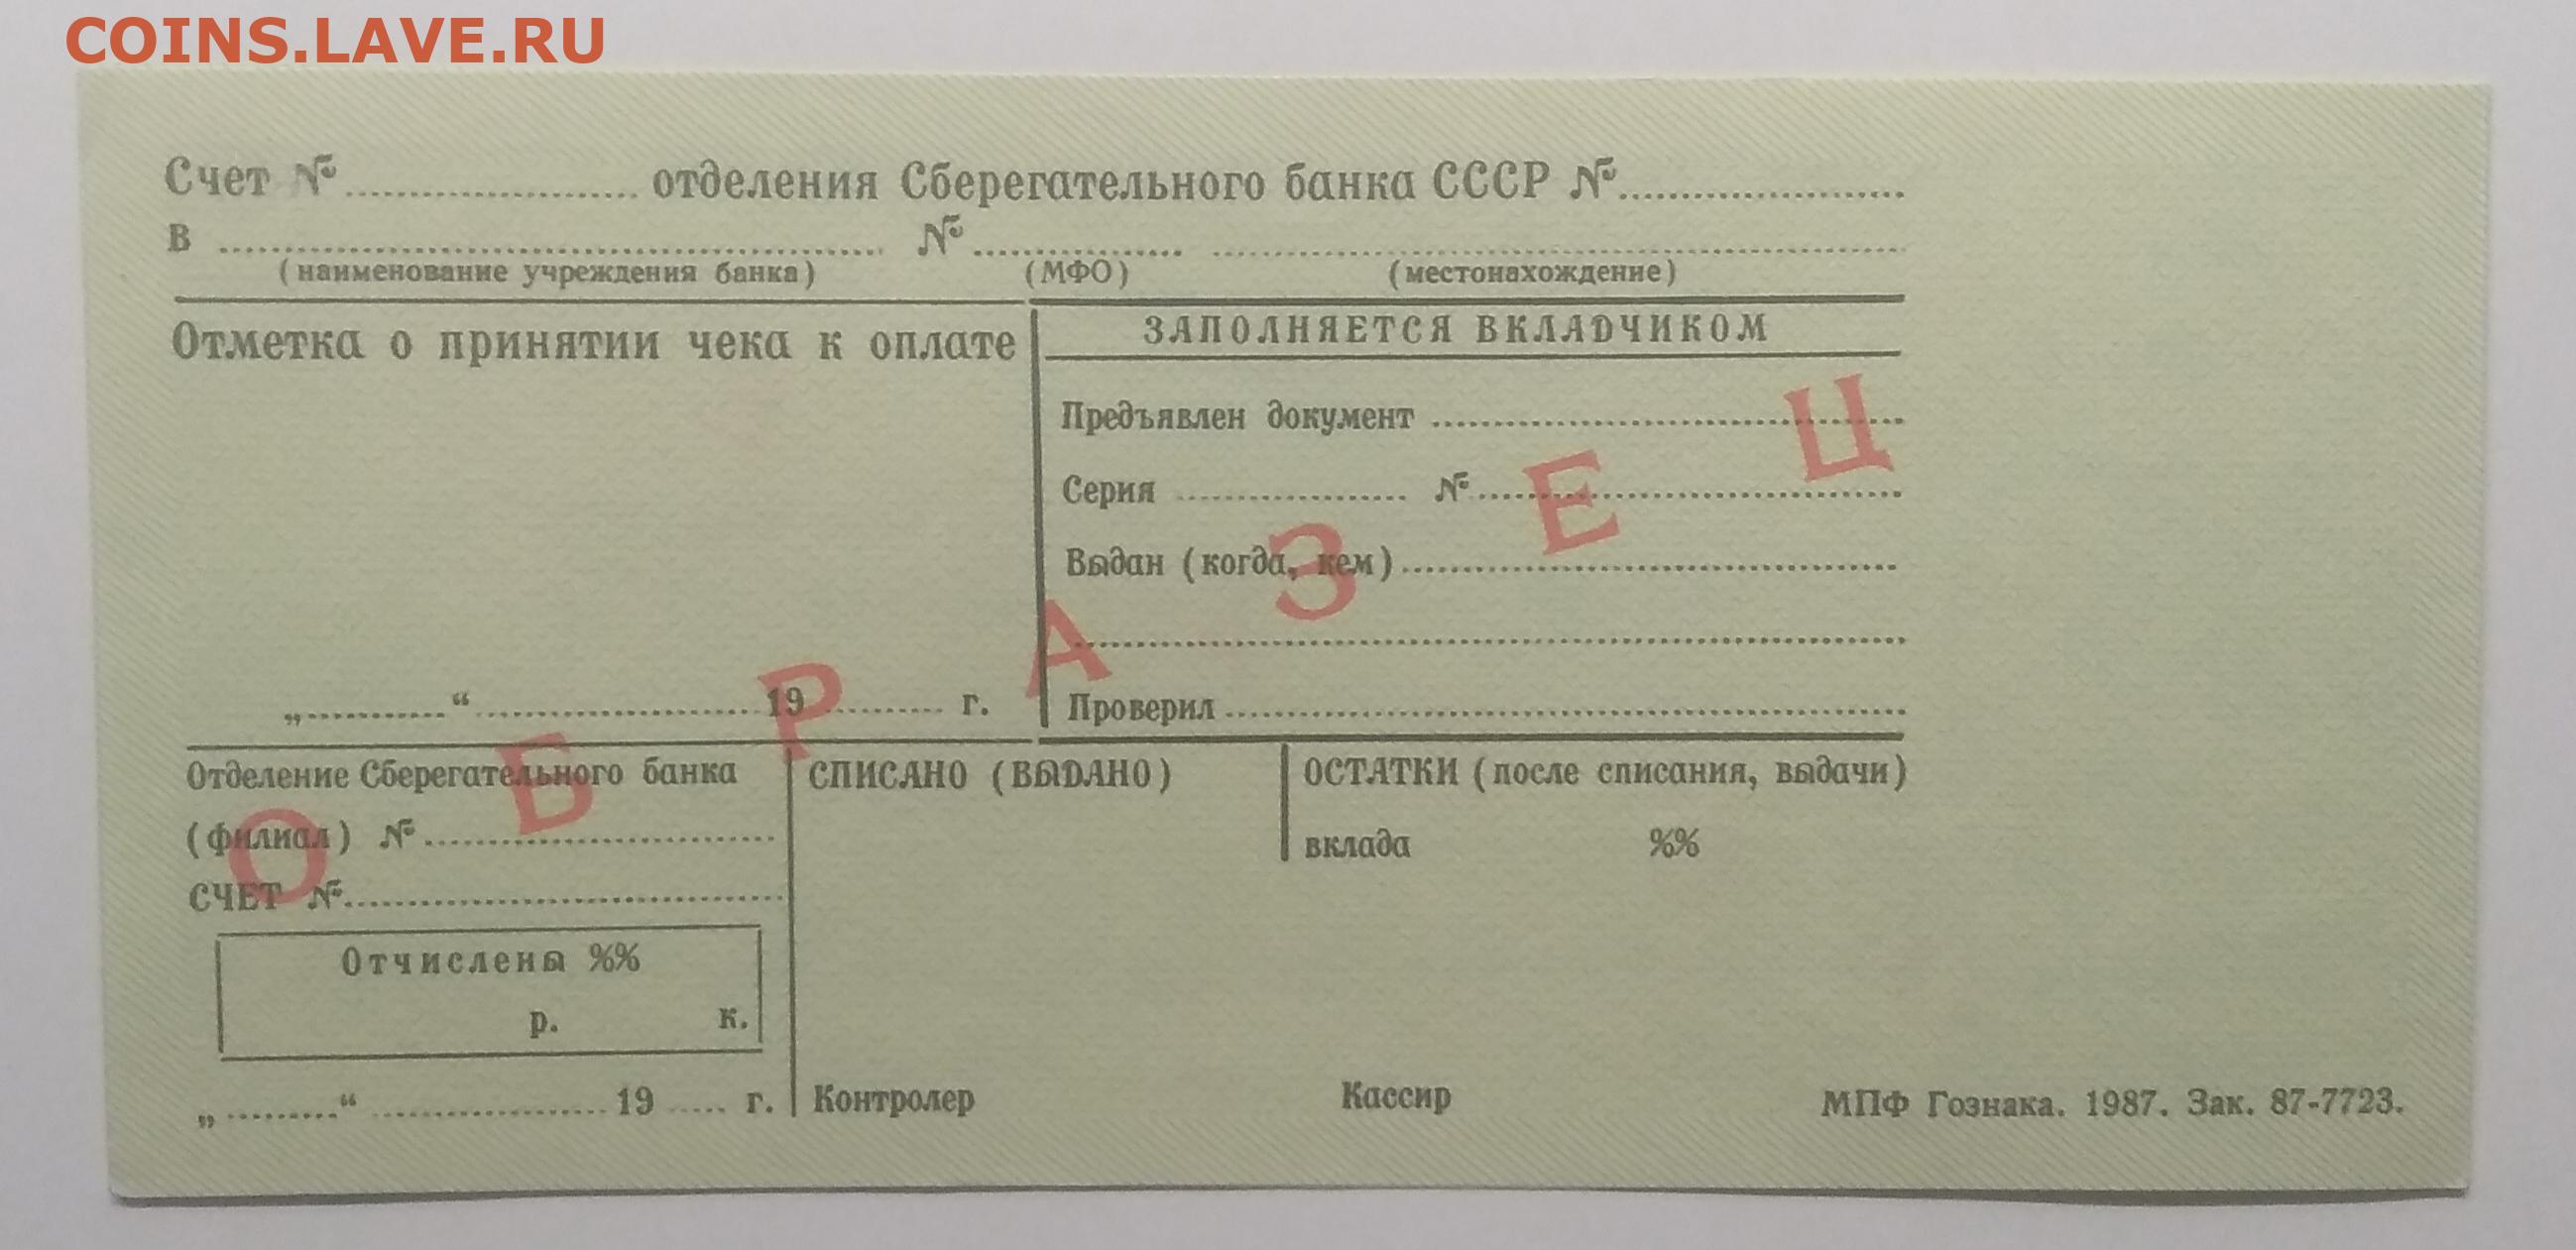 COINS.LAVE.RU
Счет № ........................ отделения Сберегательного банка СССР № ........................
В ........................ № ........................ ........................
(наименование учреждения банка) (МФО) (местонахождение)
Отметка о принятии чека к оплате
„............“ ........................ 19 ............ г.
ЗАПОЛНЯЕТСЯ ВКЛАДЧИКОМ
Предъявлен документ ........................
Серия ........................ № ........................
Выдан (когда, кем) ........................
Проверил ........................
ОБРАЗЕЦ
Отделение Сберегательного банка
(филиал) № ........................
СЧЕТ № ........................
Отчислены %%
р. к.
„............“ ........................ 19 ...... г.
СПИСАНО (ВЫДАНО)
ОСТАТКИ (после списания, выдачи)
вклада %%
Контролер Кассир
МПФ Гознака. 1987. Зак. 87-7723.